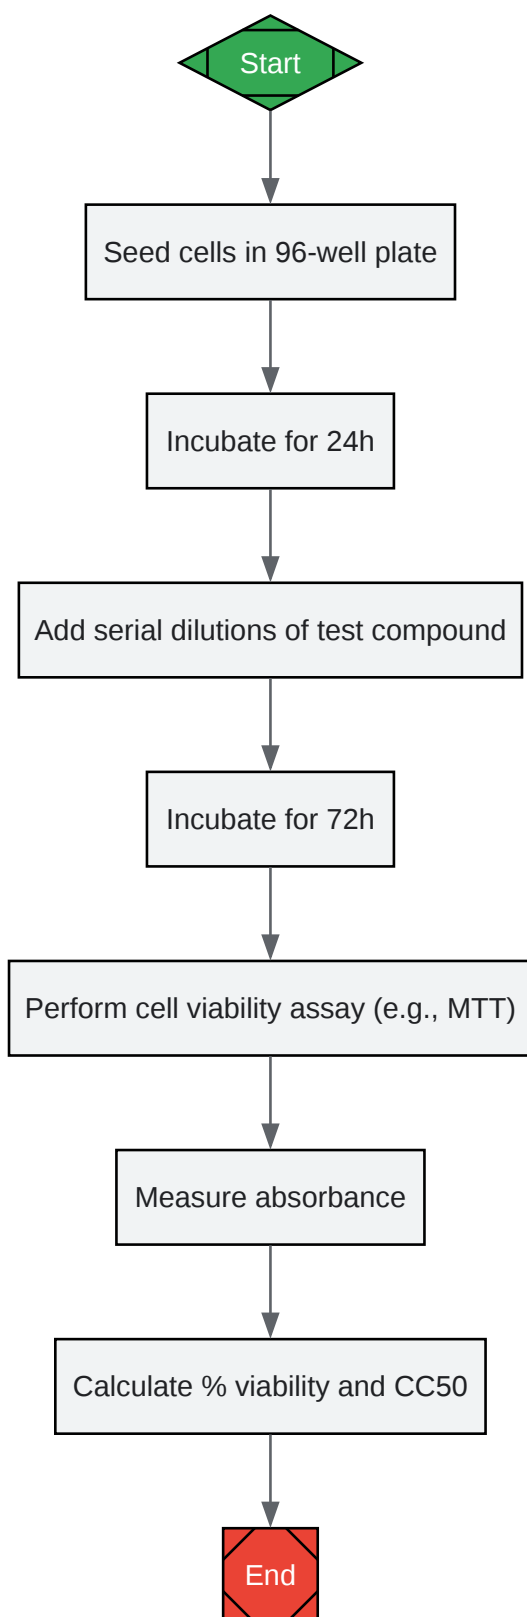 Start
Seed cells in 96-well plate
Incubate for 24h
Add serial dilutions of test compound
Incubate for 72h
Perform cell viability assay (e.g., MTT)
Measure absorbance
Calculate % viability and CC50
End